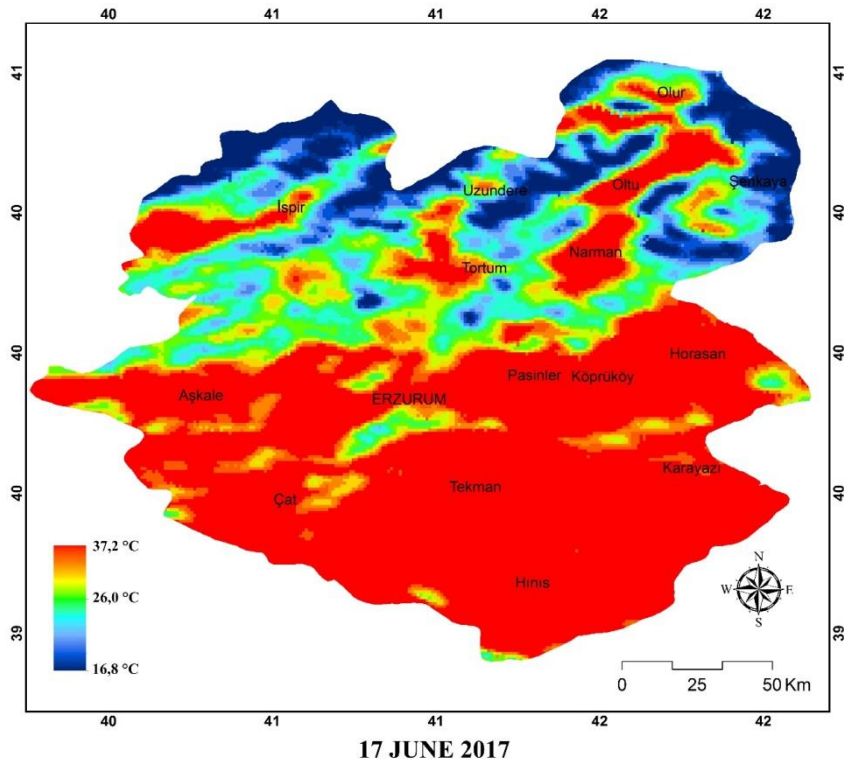 40 41 41 42 42
41 41
Olur
Şenkaya
Uzundere
Oltu
İspir
40 40
Narman
Tortum
40 40
Horasan
Pasinler
Köprüköy
Aşkale
ERZURUM
Karayazı
Tekman
40 40
Çat
37,2 °C
26,0 °C
16,8 °C
Hınıs
N
W E
S
39 39
0 25 50 Km
40 41 41 42 42
17 JUNE 2017